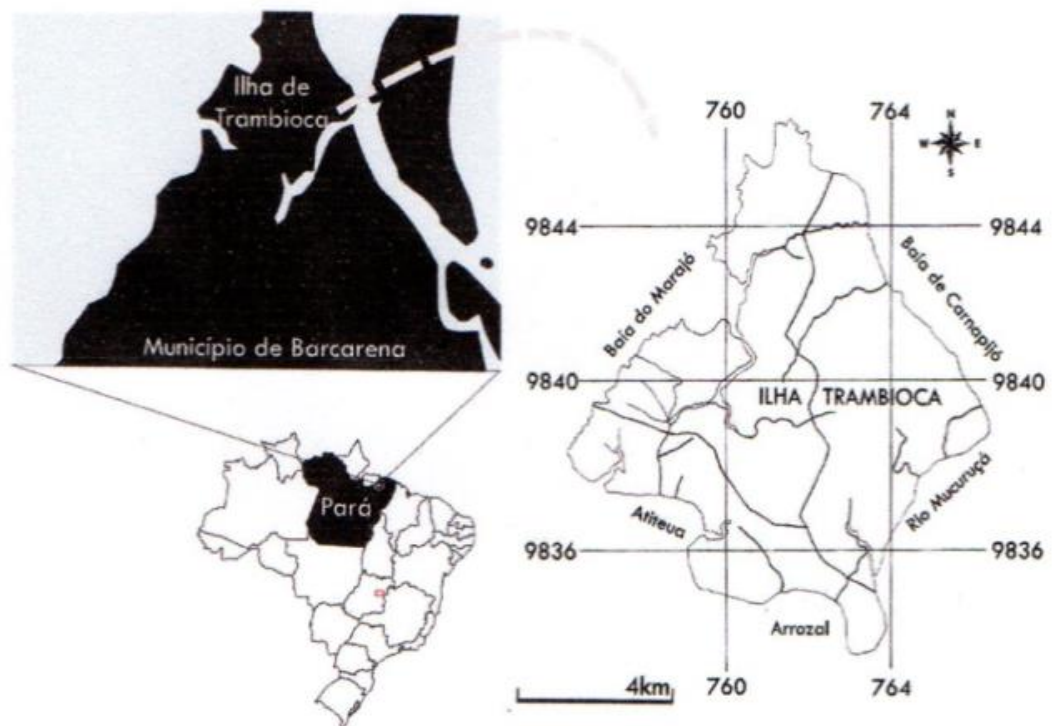 Ilha de
Trambioca
Município de Barcarena
Pará
760
764
N
W
E
S
9844
9844
Baía do Marajó
Baía de Carnapijó
9840
9840
ILHA TRAMBIOCA
Atiteua
Rio Mucuruçá
9836
9836
Arrozal
4km
760
764